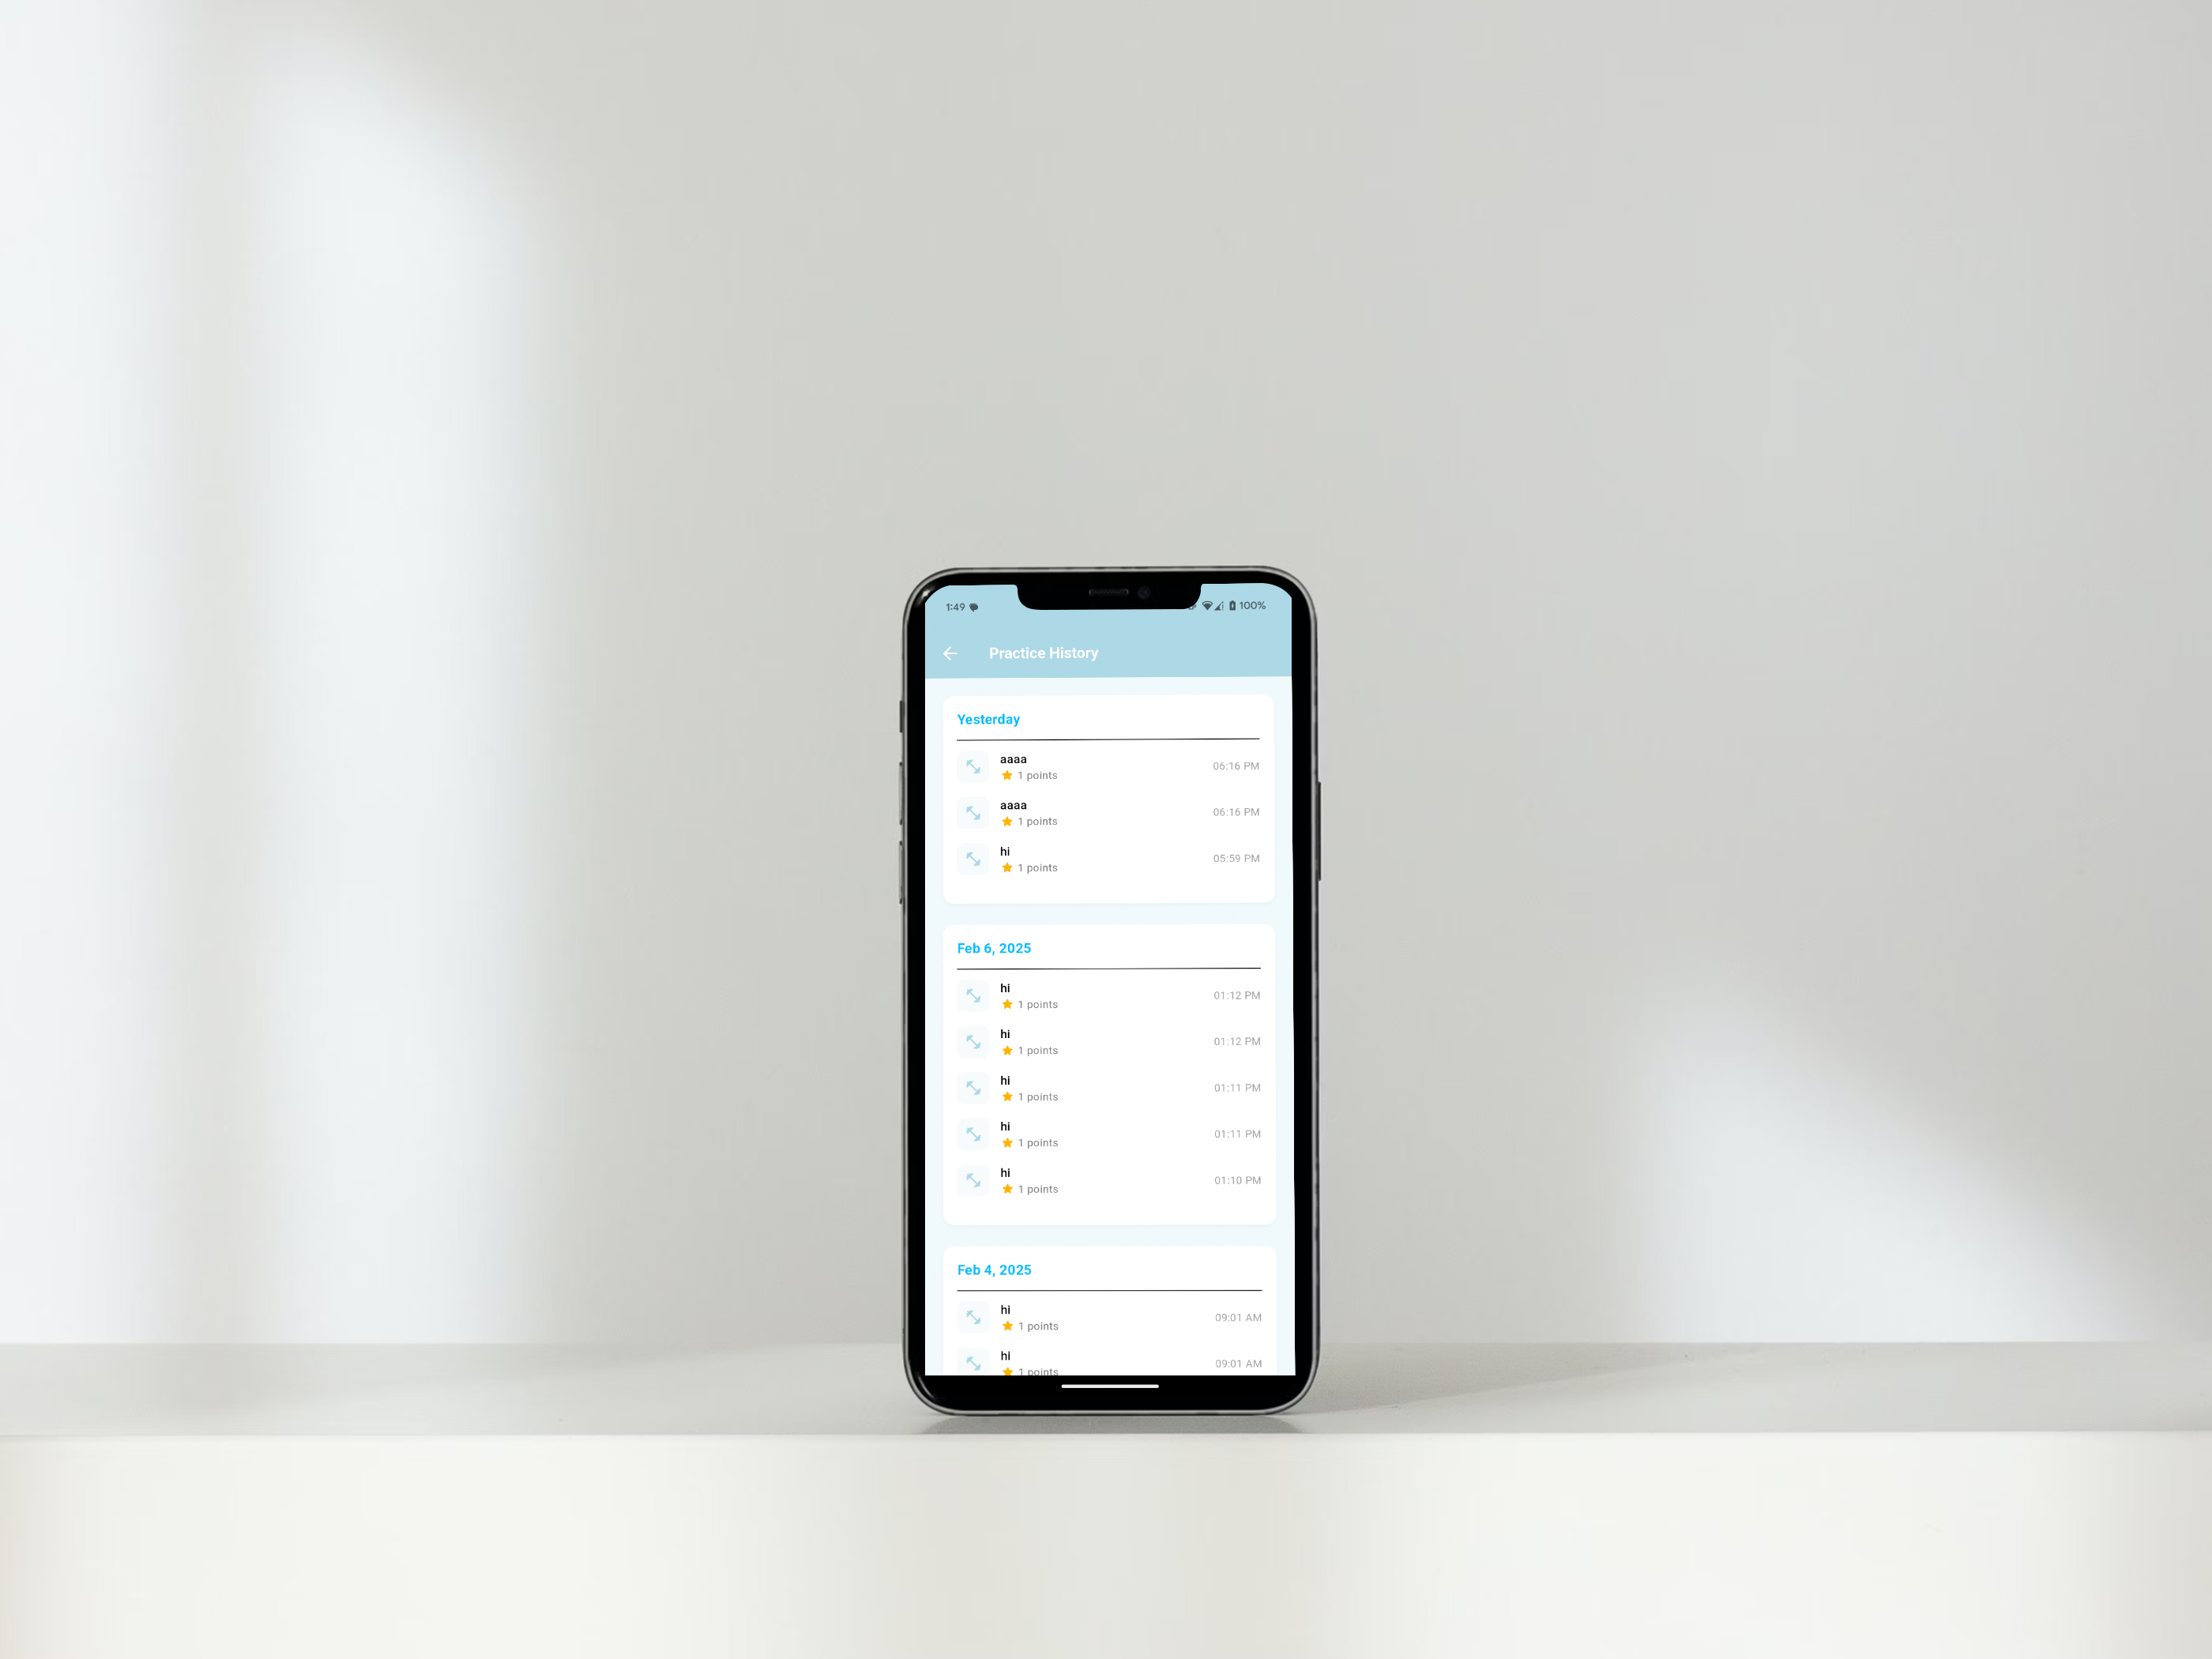 1:49 100%
Practice History
Yesterday
aaaa
1 points
06:16 PM
aaaa
1 points
06:16 PM
hi
1 points
05:59 PM
Feb 6, 2025
hi
1 points
01:12 PM
hi
1 points
01:12 PM
hi
1 points
01:11 PM
hi
1 points
01:11 PM
hi
1 points
01:10 PM
Feb 4, 2025
hi
1 points
09:01 AM
hi
1 points
09:01 AM